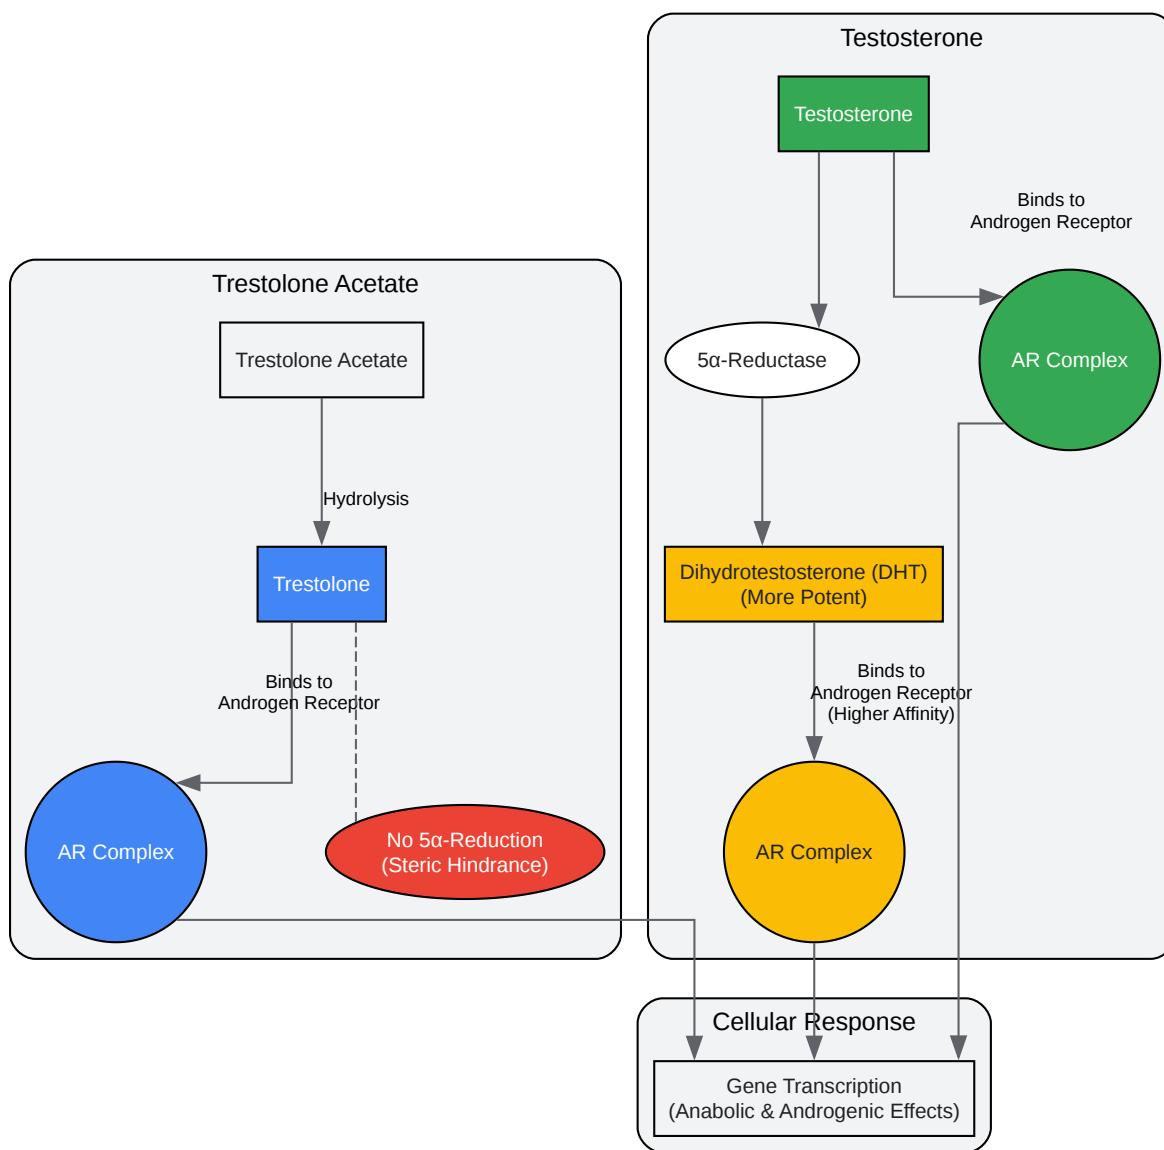 Testosterone
Testosterone
Binds to
Androgen Receptor
5α-Reductase
AR Complex
Dihydrotestosterone (DHT)
(More Potent)
Binds to
Androgen Receptor
(Higher Affinity)
AR Complex
Trestolone Acetate
Trestolone Acetate
Hydrolysis
Trestolone
Binds to
Androgen Receptor
AR Complex
No 5α-Reduction
(Steric Hindrance)
Cellular Response
Gene Transcription
(Anabolic & Androgenic Effects)